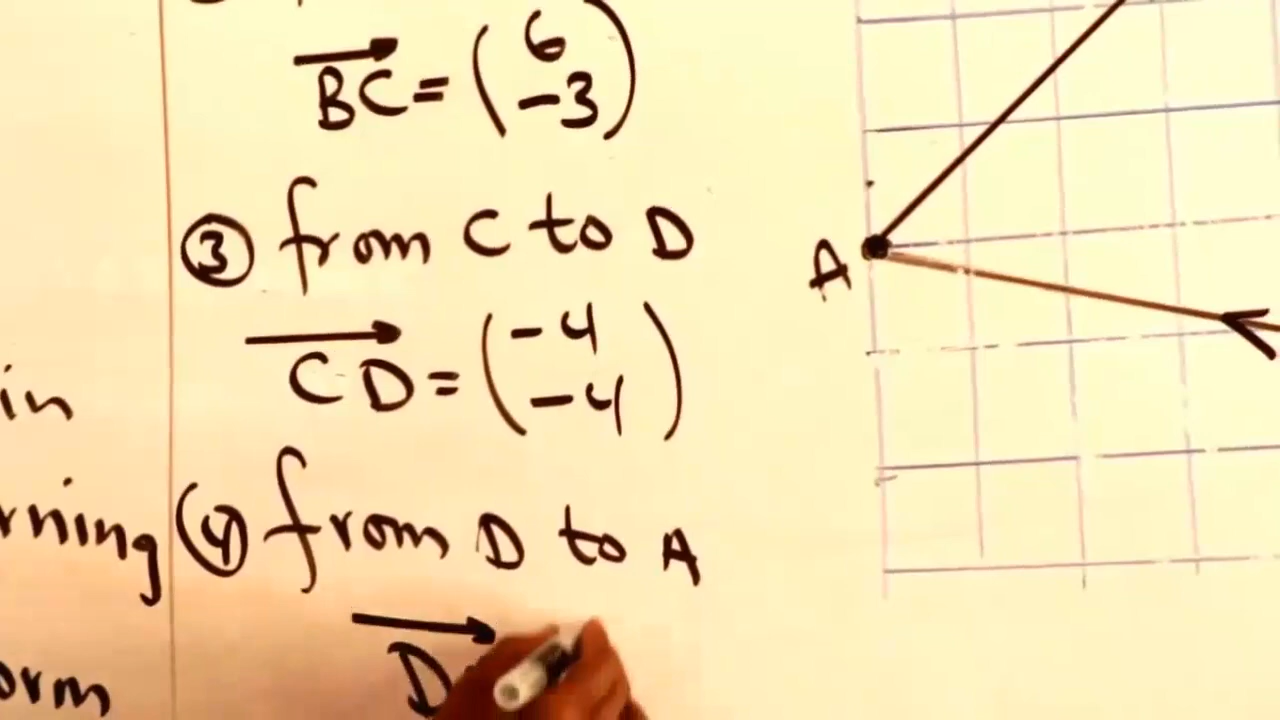 BC = ( 6
-3 )
③ from C to D
CD = ( -4
-4 )
in
rning
④ from D to A
D
orm
A